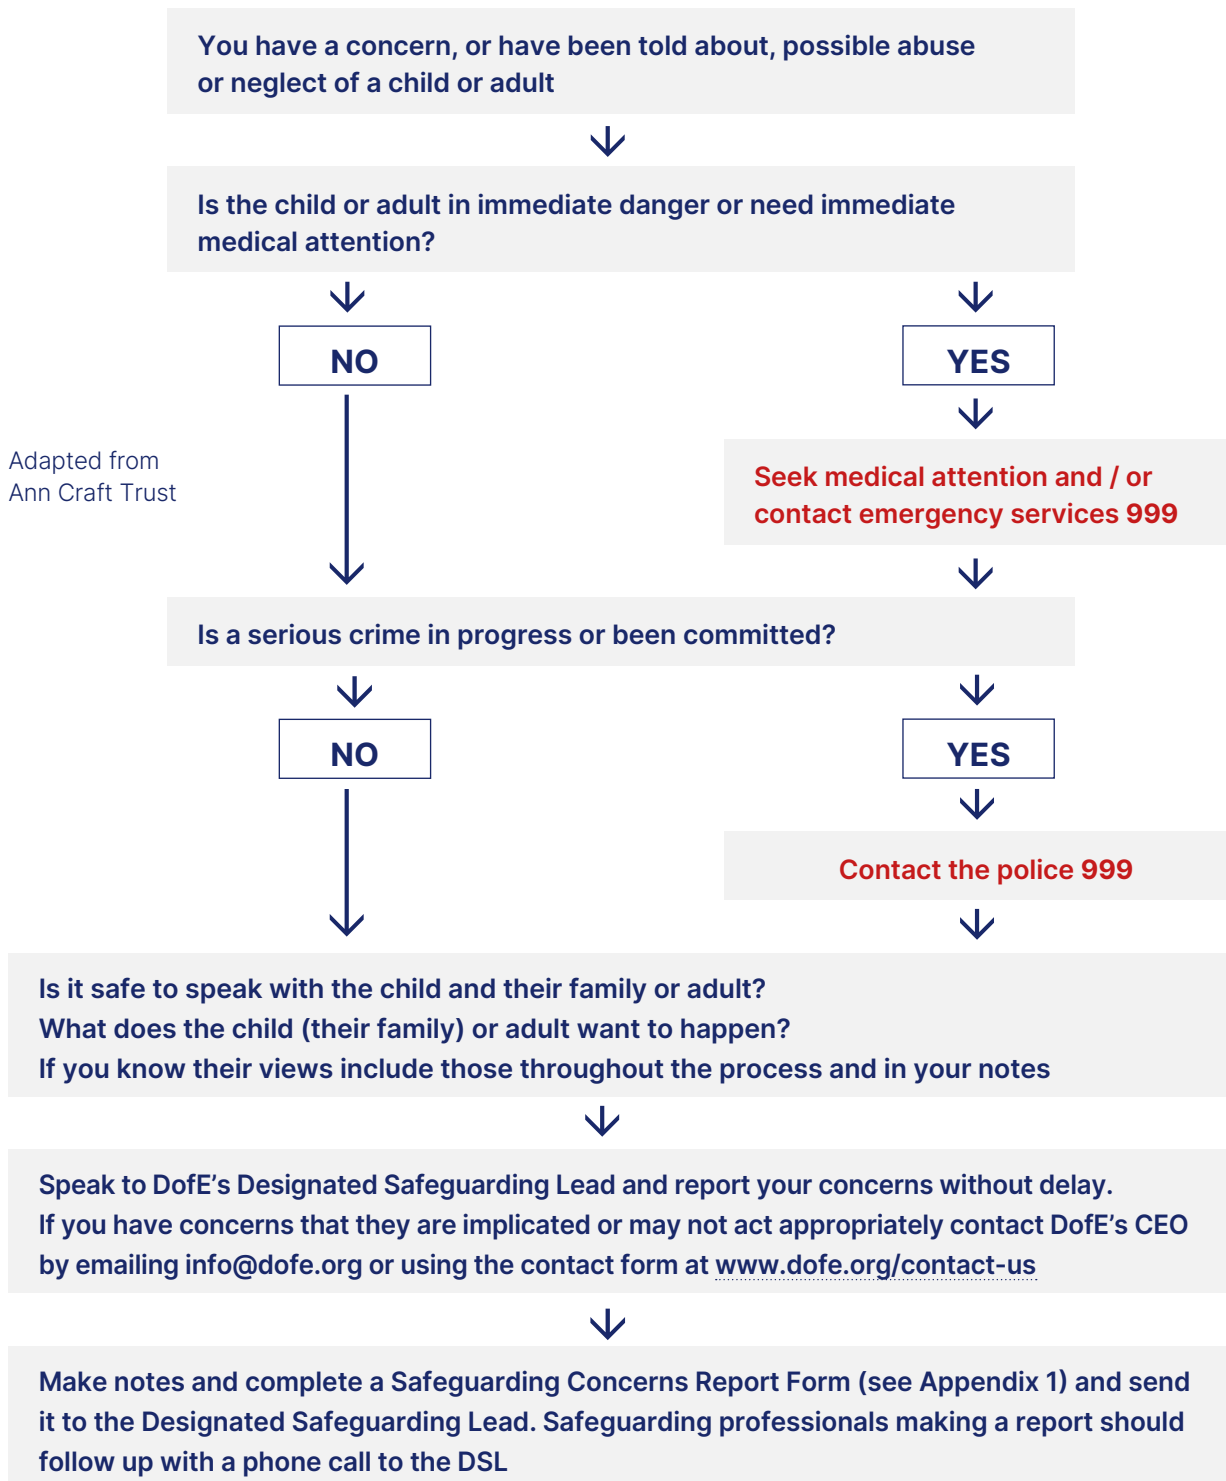 You have a concern, or have been told about, possible abuse
or neglect of a child or adult
Is the child or adult in immediate danger or need immediate
medical attention?
NO
YES
Adapted from
Ann Craft Trust
Seek medical attention and / or
contact emergency services 999
Is a serious crime in progress or been committed?
NO
YES
Contact the police 999
Is it safe to speak with the child and their family or adult?
What does the child (their family) or adult want to happen?
If you know their views include those throughout the process and in your notes
Speak to DofE’s Designated Safeguarding Lead and report your concerns without delay.
If you have concerns that they are implicated or may not act appropriately contact DofE’s CEO
by emailing info@dofe.org or using the contact form at www.dofe.org/contact-us
Make notes and complete a Safeguarding Concerns Report Form (see Appendix 1) and send
it to the Designated Safeguarding Lead. Safeguarding professionals making a report should
follow up with a phone call to the DSL